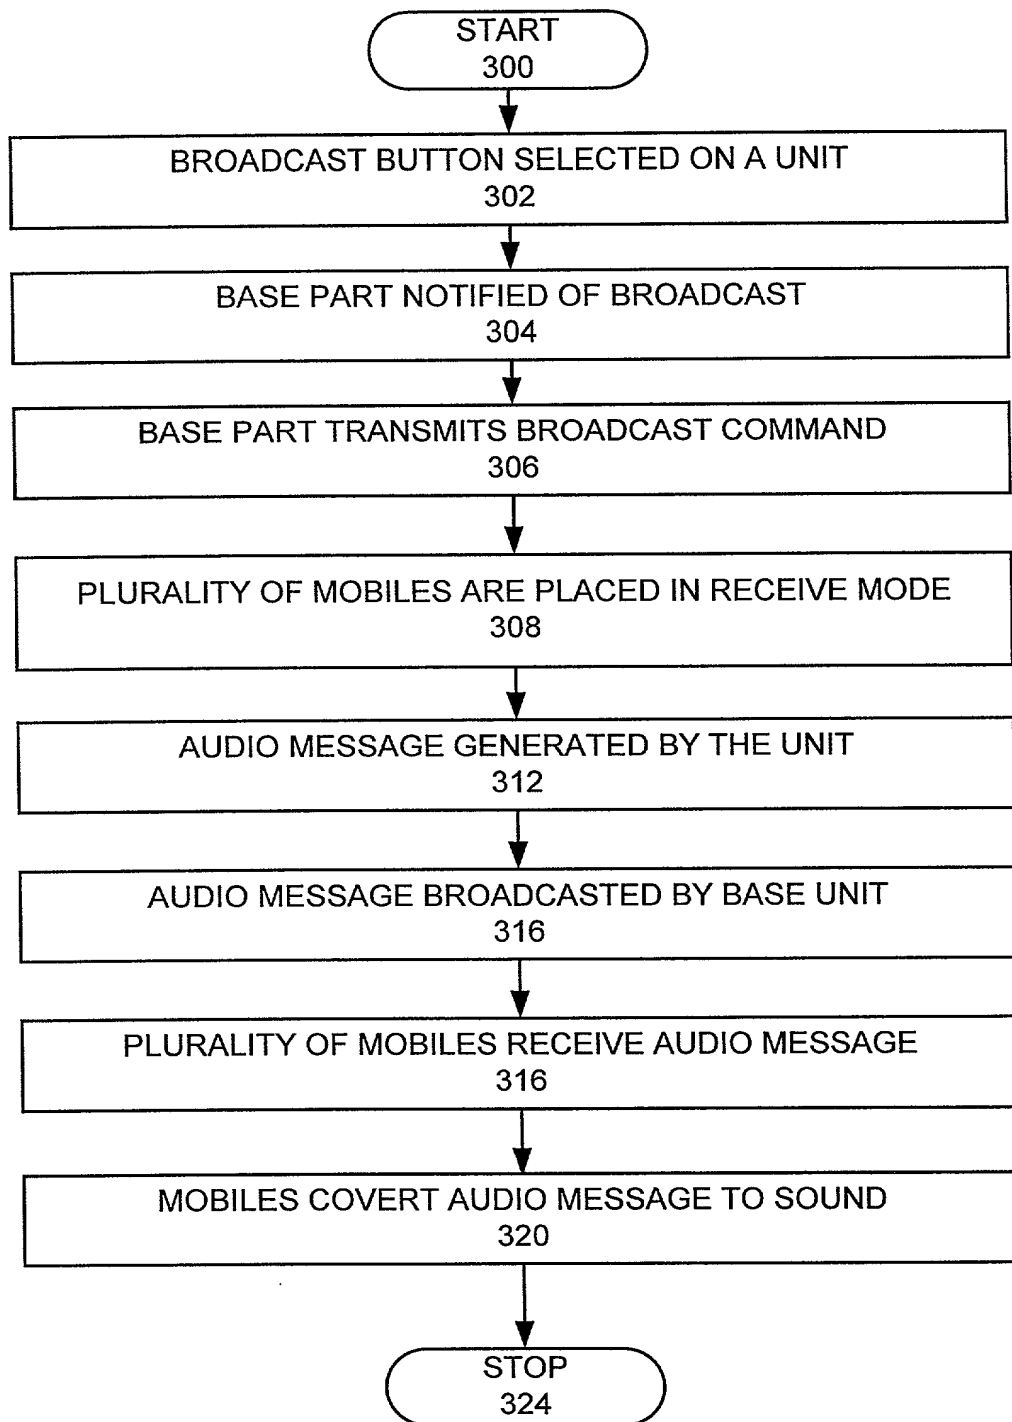 START
300
BROADCAST BUTTON SELECTED ON A UNIT
302
BASE PART NOTIFIED OF BROADCAST
304
BASE PART TRANSMITS BROADCAST COMMAND
306
PLURALITY OF MOBILES ARE PLACED IN RECEIVE MODE
308
AUDIO MESSAGE GENERATED BY THE UNIT
312
AUDIO MESSAGE BROADCASTED BY BASE UNIT
316
PLURALITY OF MOBILES RECEIVE AUDIO MESSAGE
316
MOBILES COVERT AUDIO MESSAGE TO SOUND
320
STOP
324